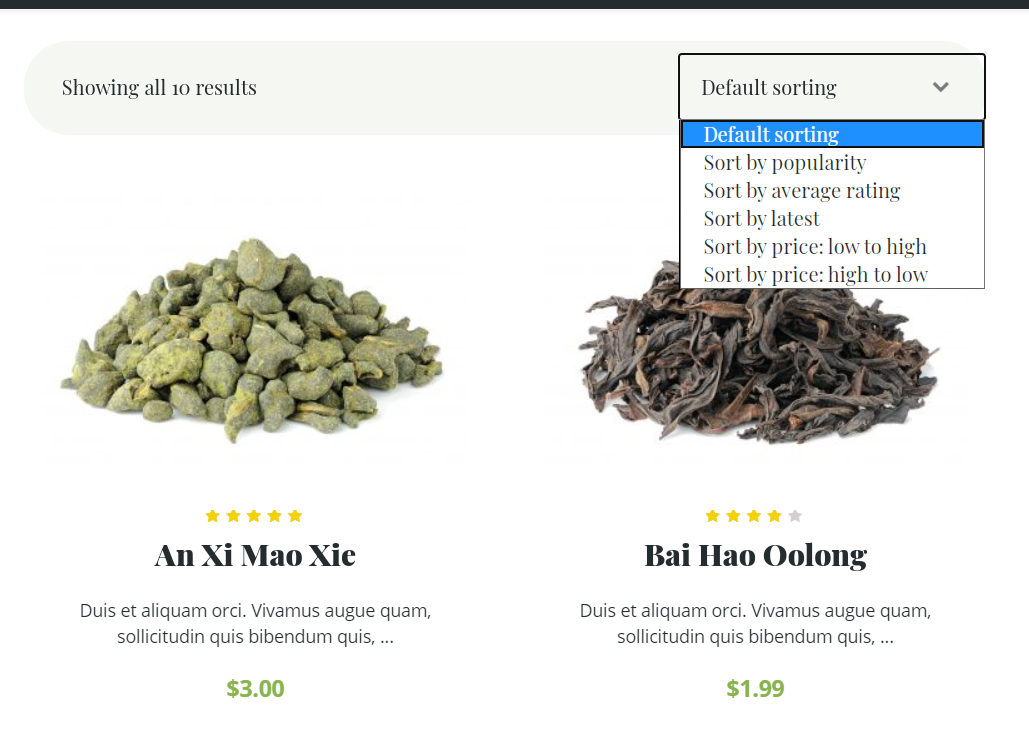 Showing all 10 results
Default sorting
Default sorting
Sort by popularity
Sort by average rating
Sort by latest
Sort by price: low to high
Sort by price: high to low
An Xi Mao Xie
Duis et aliquam orci. Vivamus augue quam,
sollicitudin quis bibendum quis, ...
$3.00
Bai Hao Oolong
Duis et aliquam orci. Vivamus augue quam,
sollicitudin quis bibendum quis, ...
$1.99